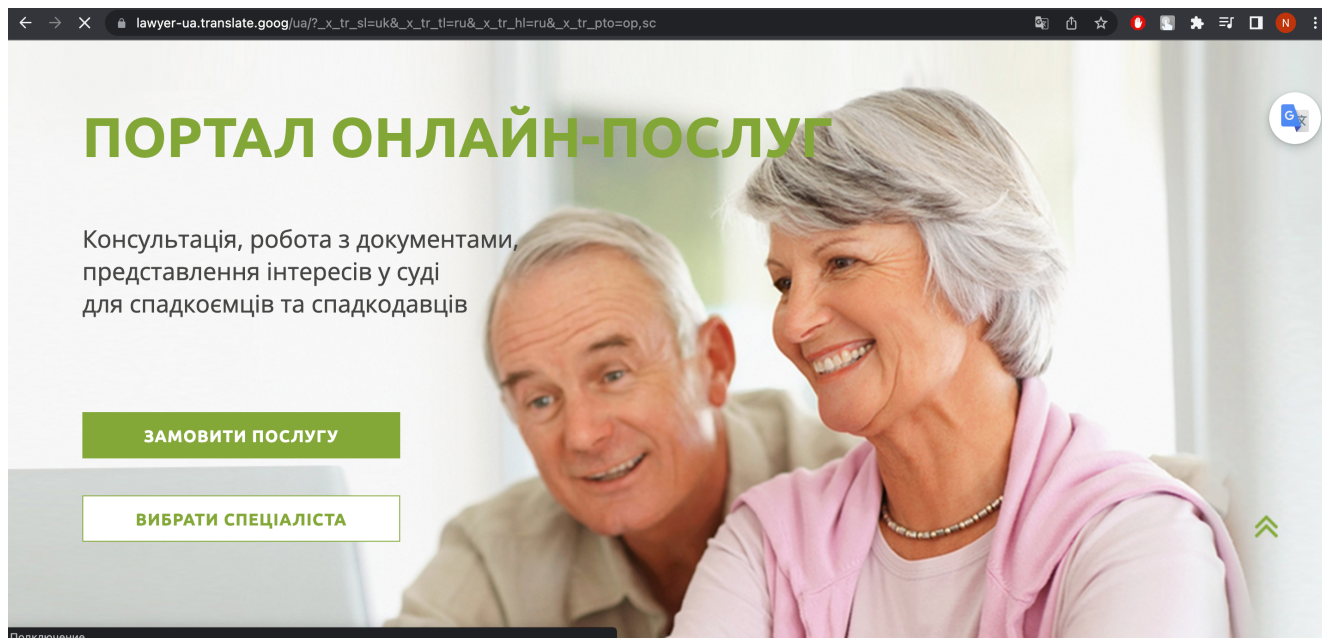 lawyer-ua.translate.goog/ua/?_x_tr_sl=uk&_x_tr_tl=ru&_x_tr_hl=ru&_x_tr_pto=op,sc
N
G
ПОРТАЛ ОНЛАЙН-ПОСЛУГ
Консультація, робота з документами,
представлення інтересів у суді
для спадкоємців та спадкодавців
ЗАМОВИТИ ПОСЛУГУ
ВИБРАТИ СПЕЦІАЛІСТА
Подключение